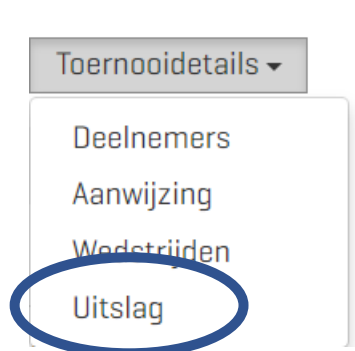 Toernooidetails
Deelnemers
Aanwijzing
Wedstrijden
Uitslag